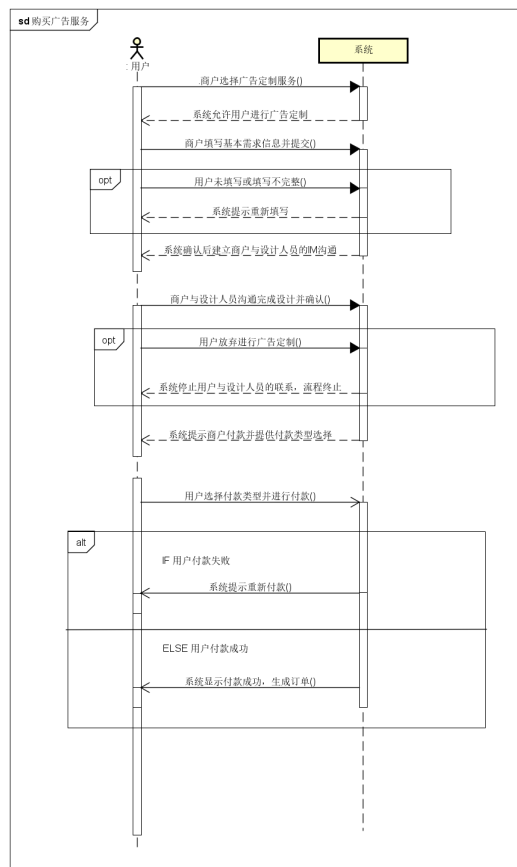 sd 购买广告服务
: 用户
系统
商户选择广告定制服务()
系统允许用户进行广告定制
商户填写基本需求信息并提交()
opt
用户未填写或填写不完整()
系统提示重新填写
系统确认后建立商户与设计人员的IM沟通
商户与设计人员沟通完成设计并确认()
opt
用户放弃进行广告定制()
系统停止用户与设计人员的联系，流程终止
系统提示商户付款并提供付款类型选择
用户选择付款类型并进行付款()
alt
IF 用户付款失败
系统提示重新付款()
ELSE 用户付款成功
系统显示付款成功，生成订单()